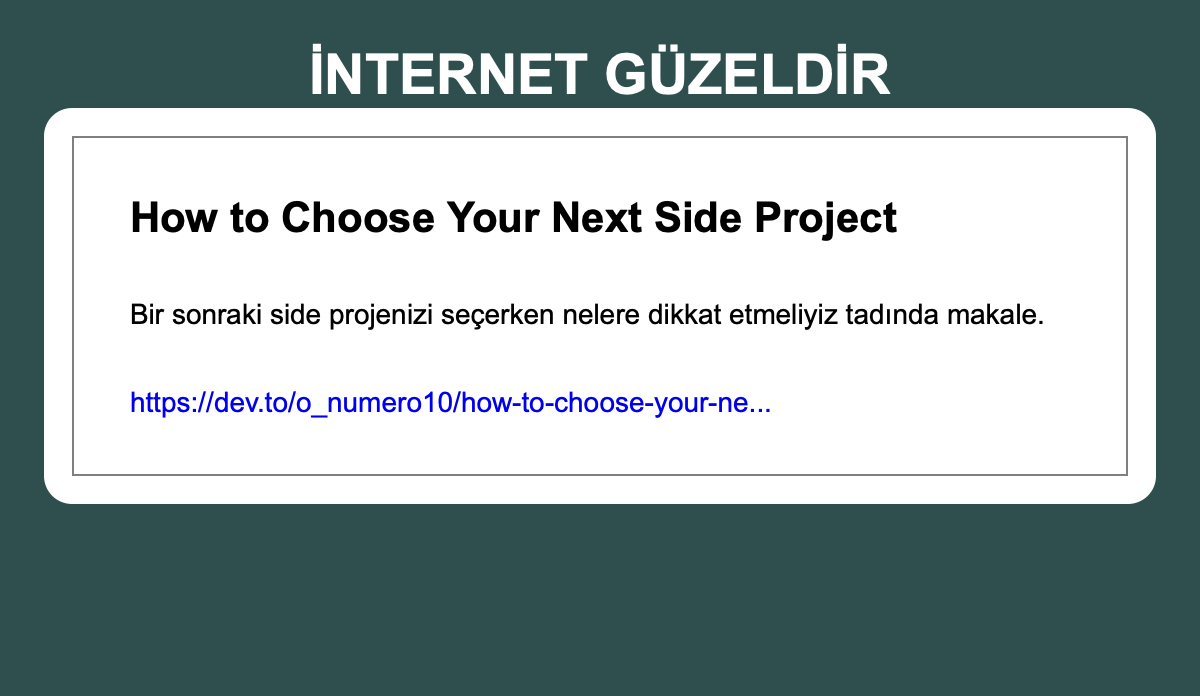 İNTERNET GÜZELDİR
How to Choose Your Next Side Project
Bir sonraki side projenizi seçerken nelere dikkat etmeliyiz tadında makale.
https://dev.to/o_numero10/how-to-choose-your-ne...